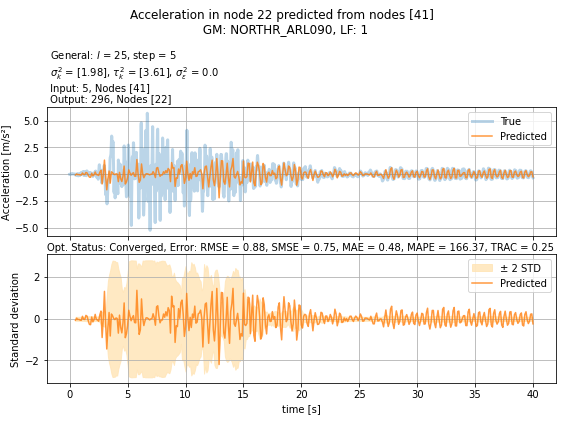 Acceleration in node 22 predicted from nodes [41]
GM: NORTHR_ARL090, LF: 1
General: l = 25, step = 5
σ²ₖ = [1.98], τ²ₖ = [3.61], σ²ε = 0.0
Input: 5, Nodes [41]
Output: 296, Nodes [22]
True
Predicted
5.0
2.5
0.0
−2.5
−5.0
Acceleration [m/s²]
Opt. Status: Converged, Error: RMSE = 0.88, SMSE = 0.75, MAE = 0.48, MAPE = 166.37, TRAC = 0.25
± 2 STD
Predicted
2
0
−2
Standard deviation
0 5 10 15 20 25 30 35 40
time [s]